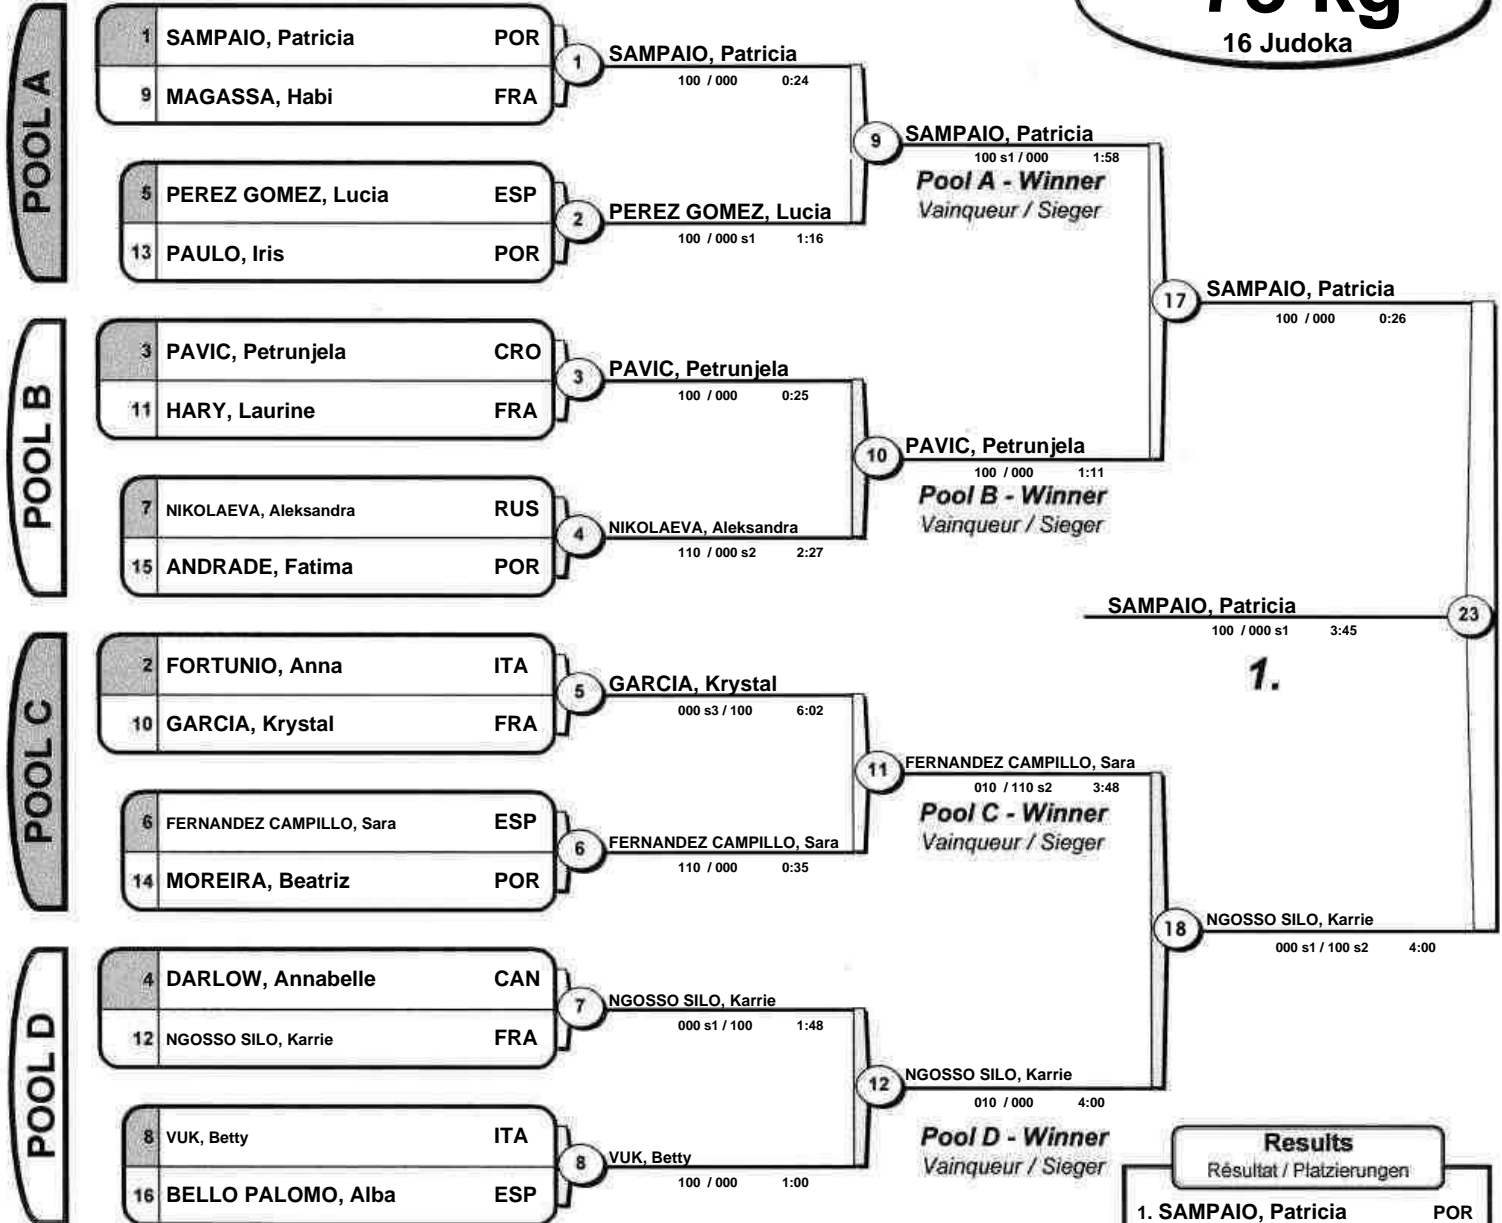 78 kg
16 Judoka
POOL A
1 SAMPAIO, Patricia POR
9 MAGASSA, Habi FRA
1
SAMPAIO, Patricia
100 / 000 0:24
5 PEREZ GOMEZ, Lucia ESP
13 PAULO, Iris POR
2
PEREZ GOMEZ, Lucia
100 / 000 s1 1:16
9
SAMPAIO, Patricia
100 s1 / 000 1:58
Pool A - Winner
Vainqueur / Sieger
POOL B
3 PAVIC, Petrunjela CRO
11 HARY, Laurine FRA
3
PAVIC, Petrunjela
100 / 000 0:25
7 NIKOLAEVA, Aleksandra RUS
15 ANDRADE, Fatima POR
4
NIKOLAEVA, Aleksandra
110 / 000 s2 2:27
10
PAVIC, Petrunjela
100 / 000 1:11
Pool B - Winner
Vainqueur / Sieger
17
SAMPAIO, Patricia
100 / 000 0:26
SAMPAIO, Patricia
23
100 / 000 s1 3:45
1.
POOL C
2 FORTUNIO, Anna ITA
10 GARCIA, Krystal FRA
5
GARCIA, Krystal
000 s3 / 100 6:02
6 FERNANDEZ CAMPILLO, Sara ESP
14 MOREIRA, Beatriz POR
6
FERNANDEZ CAMPILLO, Sara
110 / 000 0:35
11
FERNANDEZ CAMPILLO, Sara
010 / 110 s2 3:48
Pool C - Winner
Vainqueur / Sieger
POOL D
4 DARLOW, Annabelle CAN
12 NGOSSO SILO, Karrie FRA
7
NGOSSO SILO, Karrie
000 s1 / 100 1:48
8 VUK, Betty ITA
16 BELLO PALOMO, Alba ESP
8
VUK, Betty
100 / 000 1:00
12
NGOSSO SILO, Karrie
010 / 000 4:00
Pool D - Winner
Vainqueur / Sieger
18
NGOSSO SILO, Karrie
000 s1 / 100 s2 4:00
Results
Résultat / Platzierungen
1. SAMPAIO, Patricia POR